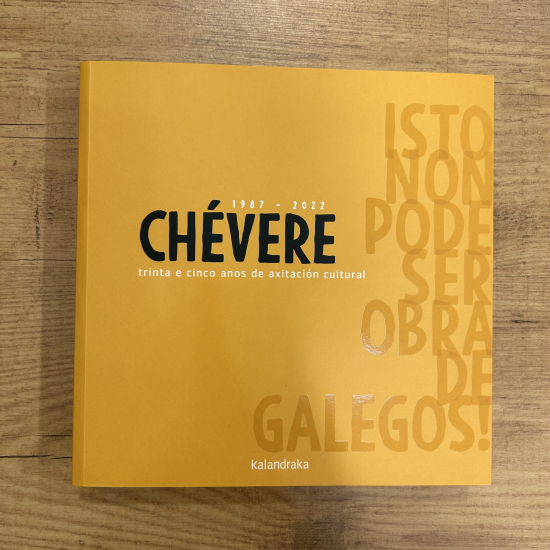 ISTO
NON
PODE
SER
OBRA
DE
GALEGOS!
1987 - 2022
CHÉVERE
trinta e cinco anos de axitación cultural
Kalandraka